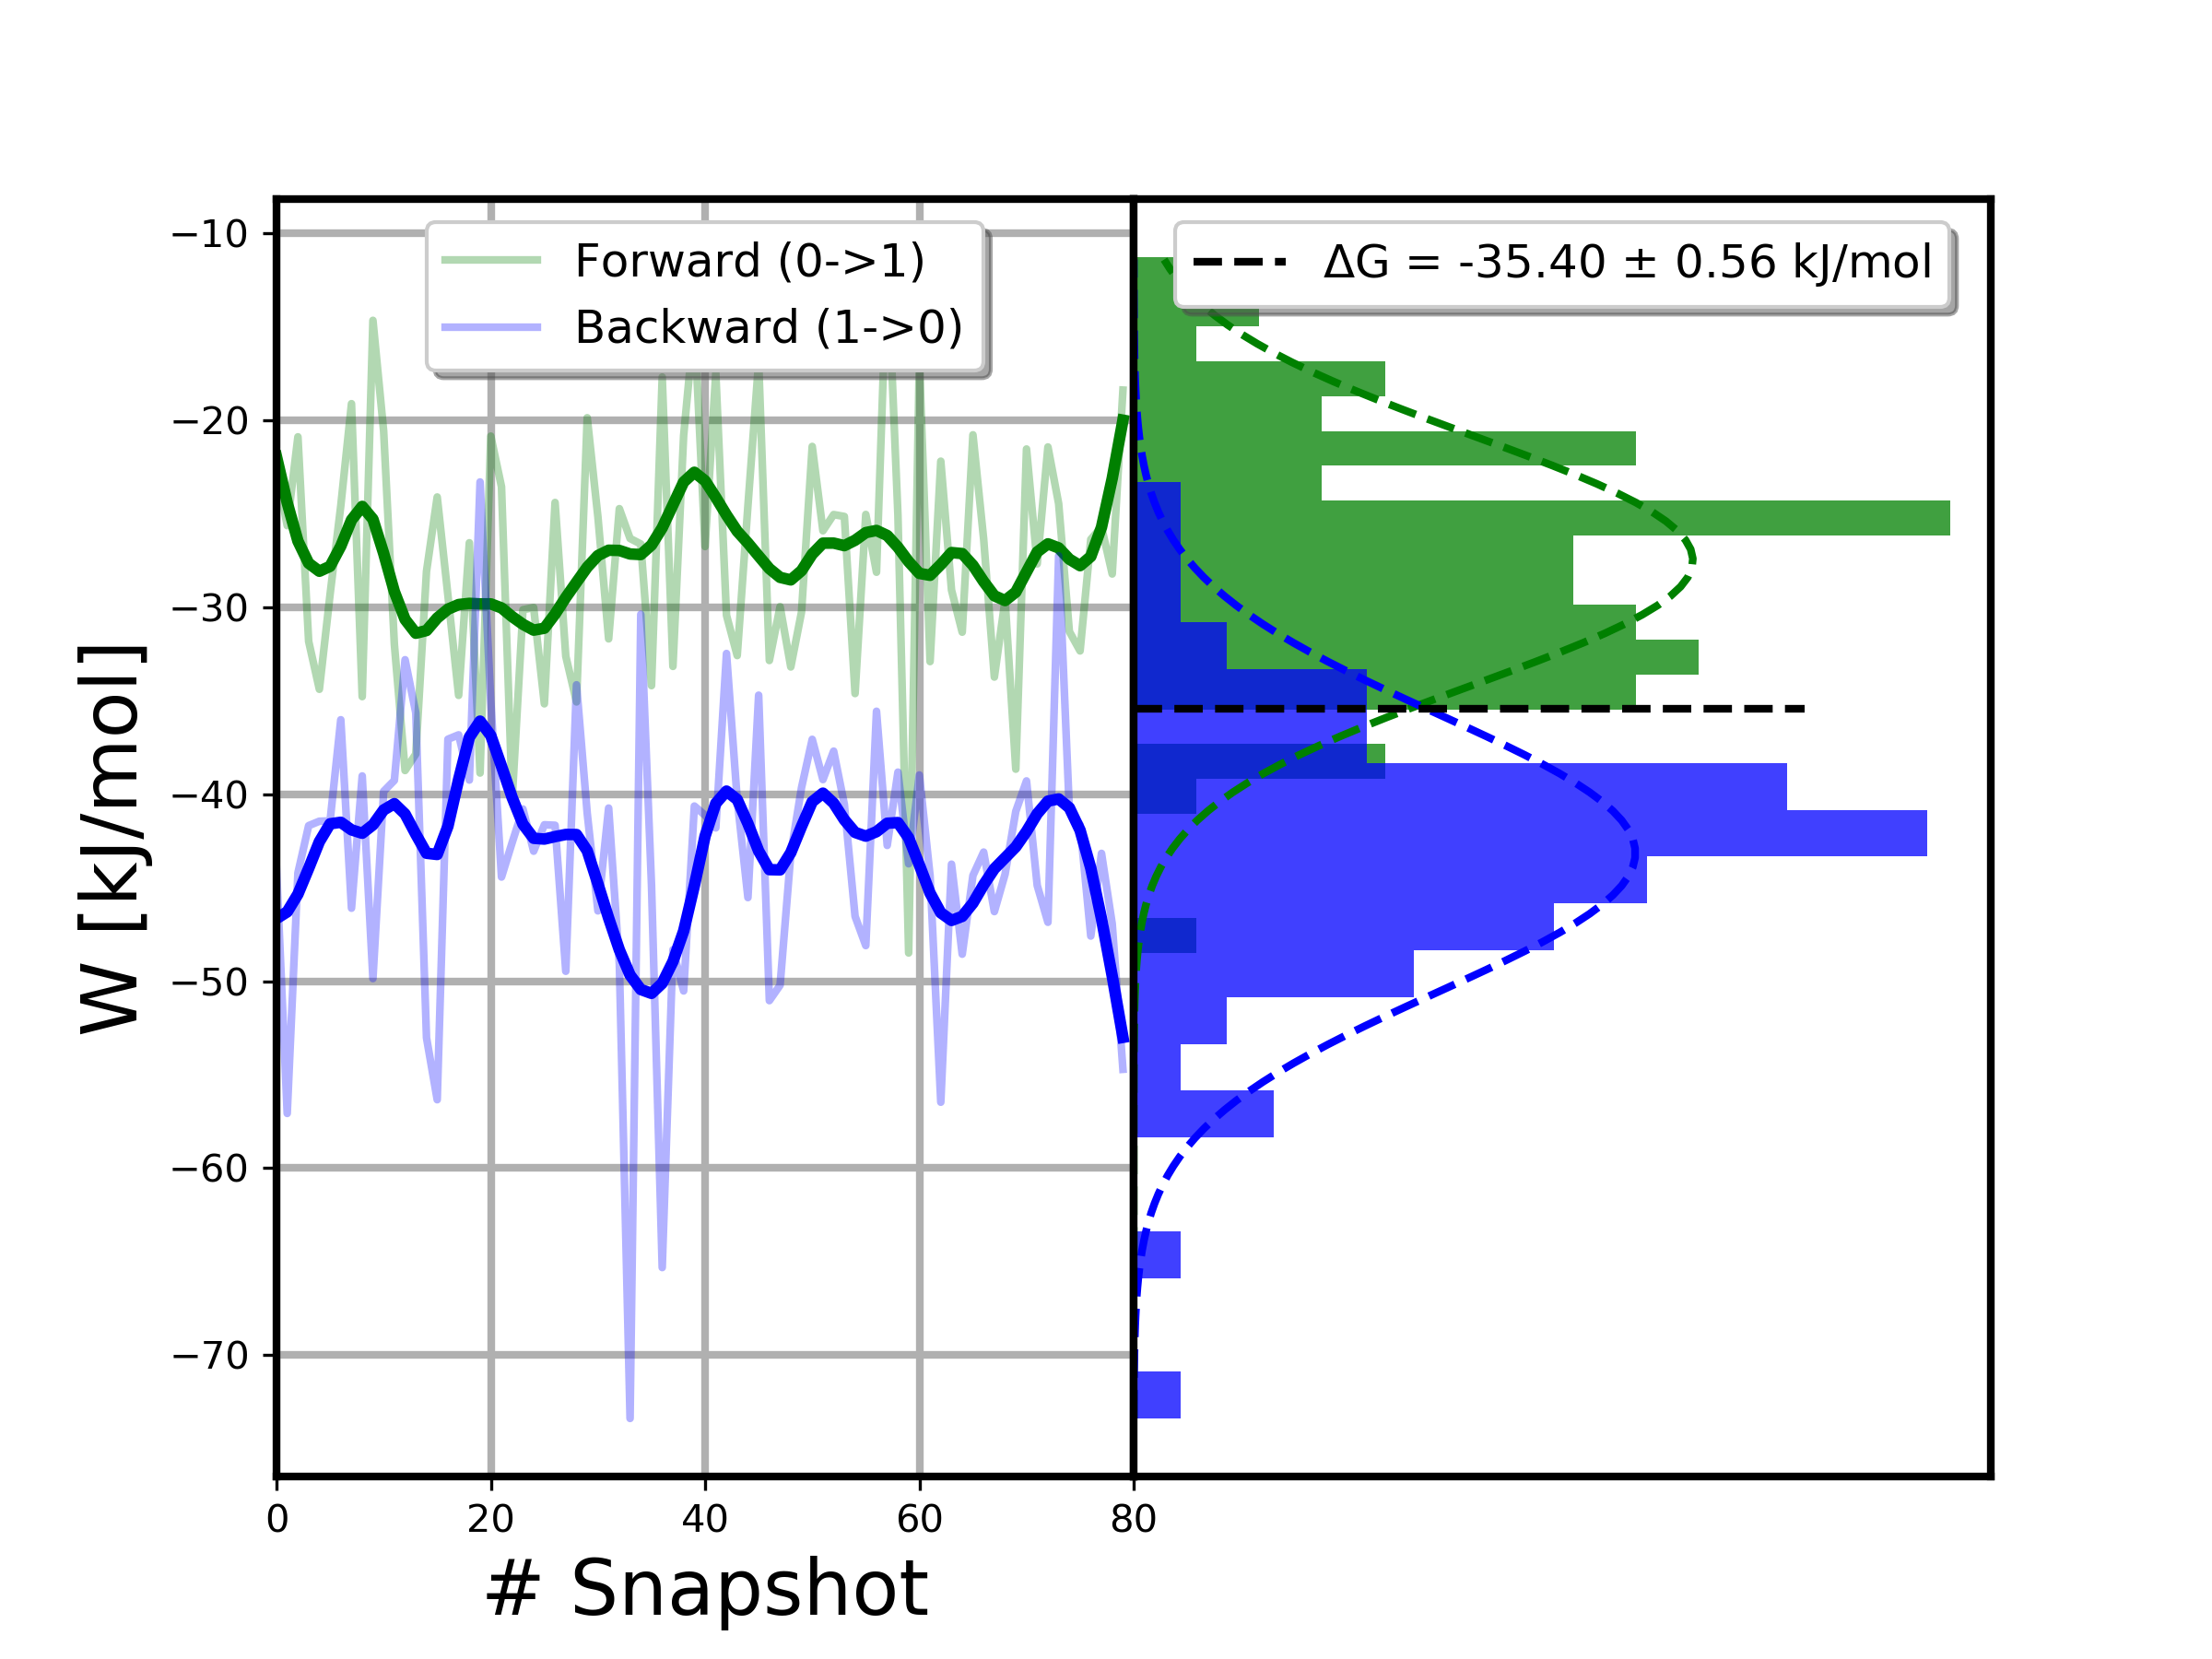 Forward (0->1)
Backward (1->0)
ΔG = -35.40 ± 0.56 kJ/mol
W [kJ/mol]
−10
−20
−30
−40
−50
−60
−70
0 20 40 60 80
# Snapshot